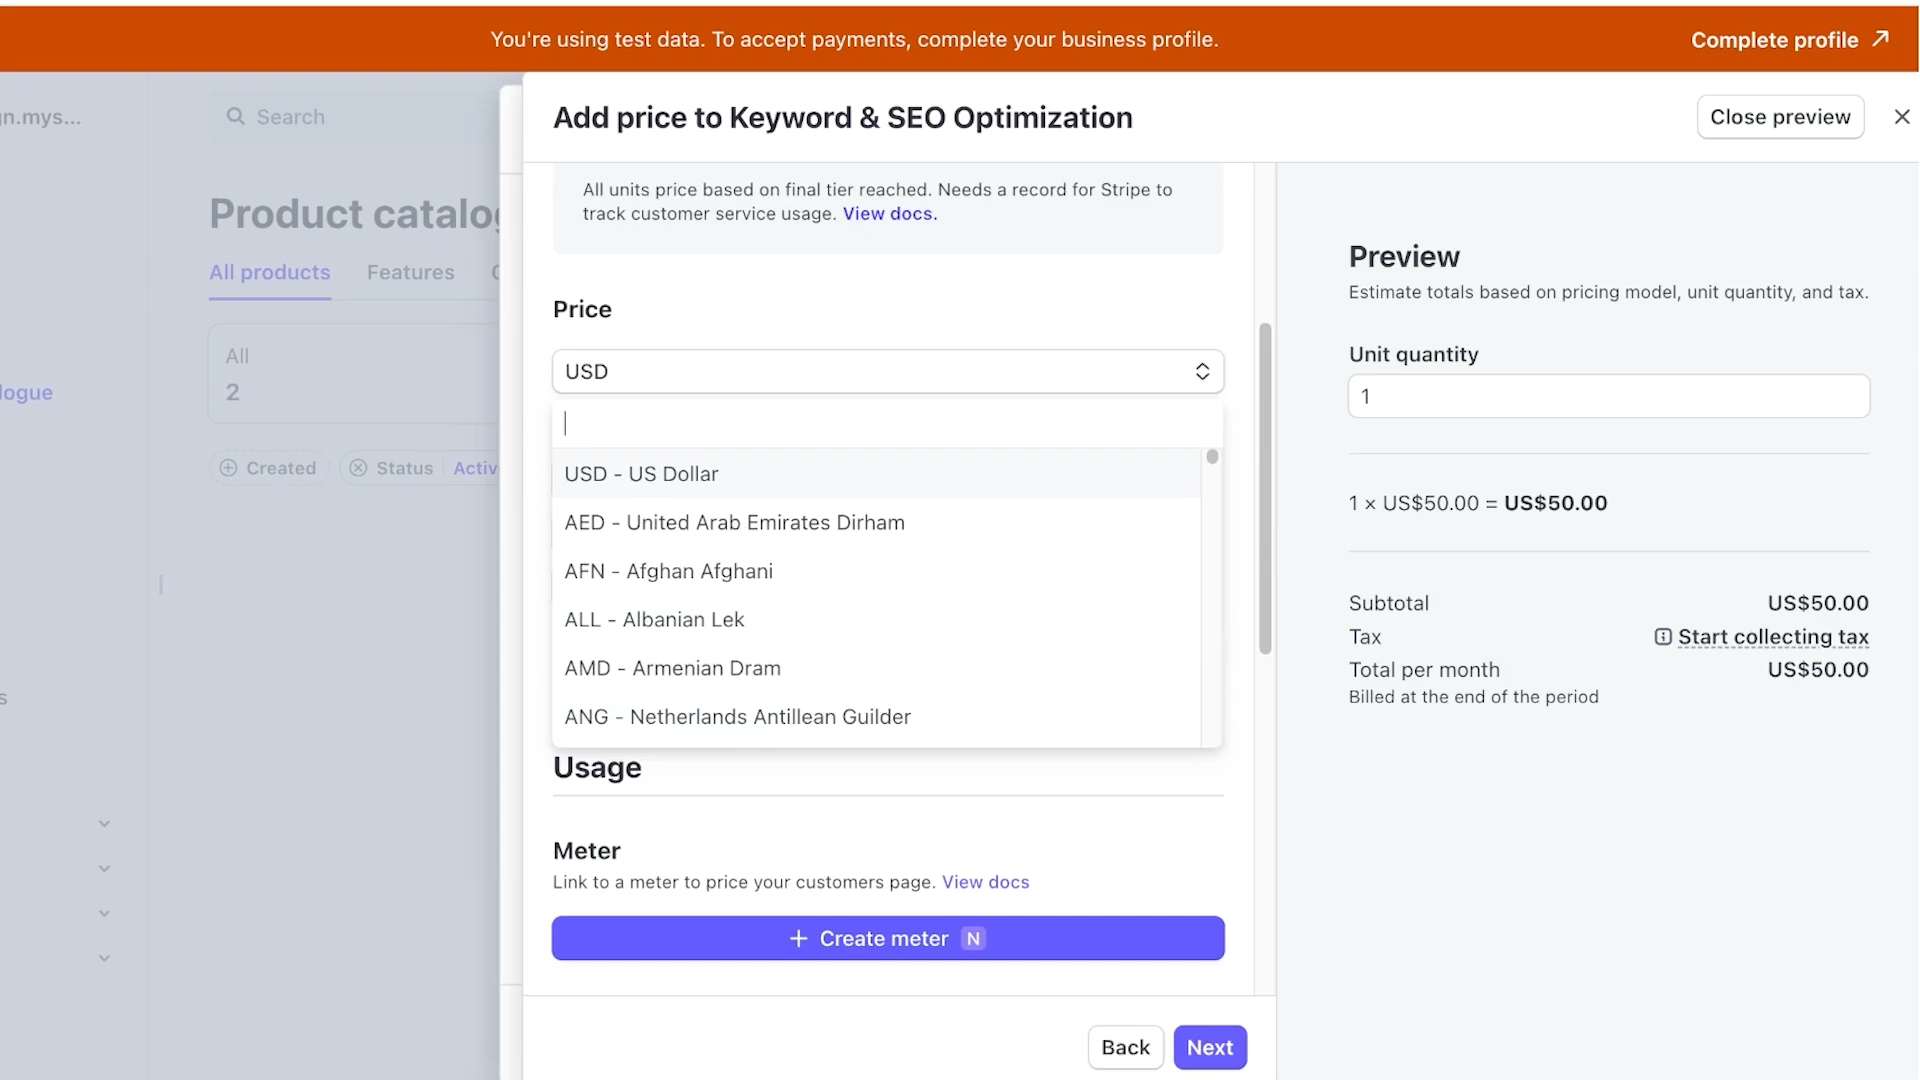 You're using test data. To accept payments, complete your business profile.
Complete profile
Search
Product catalog
All products
Features
All
2
Created
Status
Add price to Keyword & SEO Optimization
Close preview
All units price based on final tier reached. Needs a record for Stripe to
track customer service usage. View docs.
Price
USD
USD - US Dollar
AED - United Arab Emirates Dirham
AFN - Afghan Afghani
ALL - Albanian Lek
AMD - Armenian Dram
ANG - Netherlands Antillean Guilder
Usage
Meter
Link to a meter to price your customers page. View docs
Create meter N
Back
Next
Preview
Estimate totals based on pricing model, unit quantity, and tax.
Unit quantity
1
1 × US$50.00 = US$50.00
Subtotal US$50.00
Tax Start collecting tax
Total per month US$50.00
Billed at the end of the period